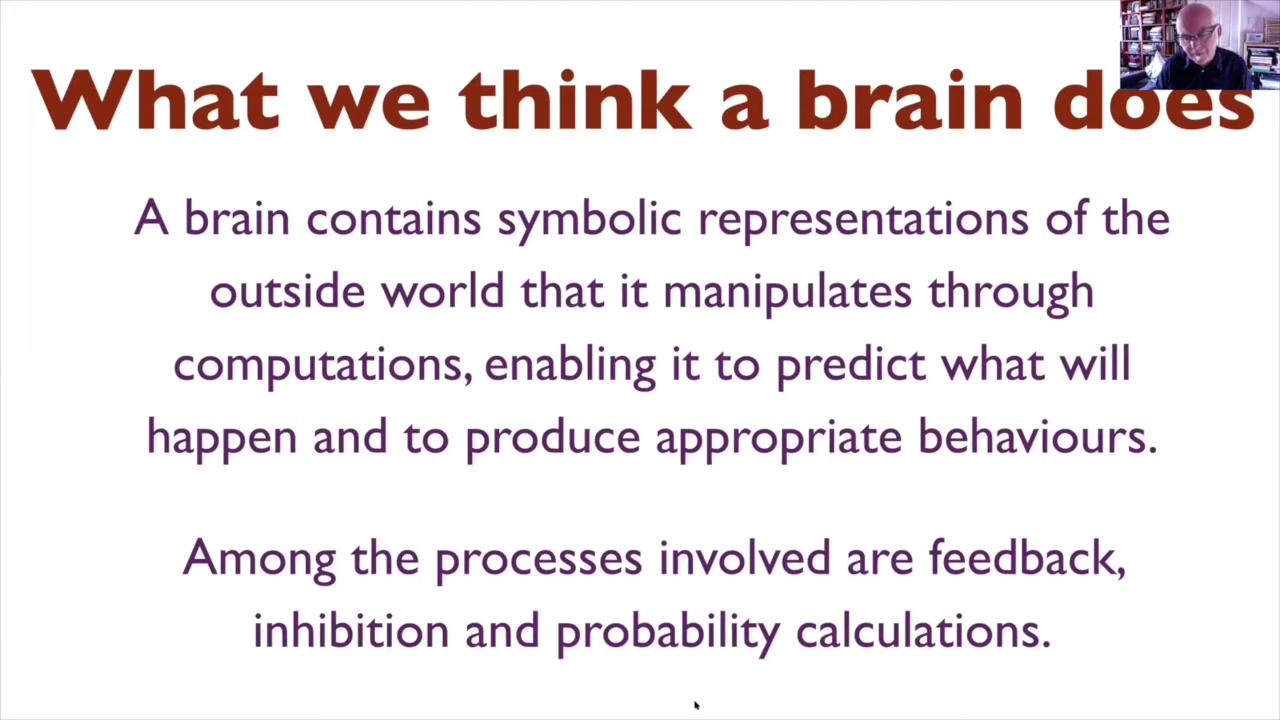 What we think a brain does
A brain contains symbolic representations of the
outside world that it manipulates through
computations, enabling it to predict what will
happen and to produce appropriate behaviours.
Among the processes involved are feedback,
inhibition and probability calculations.